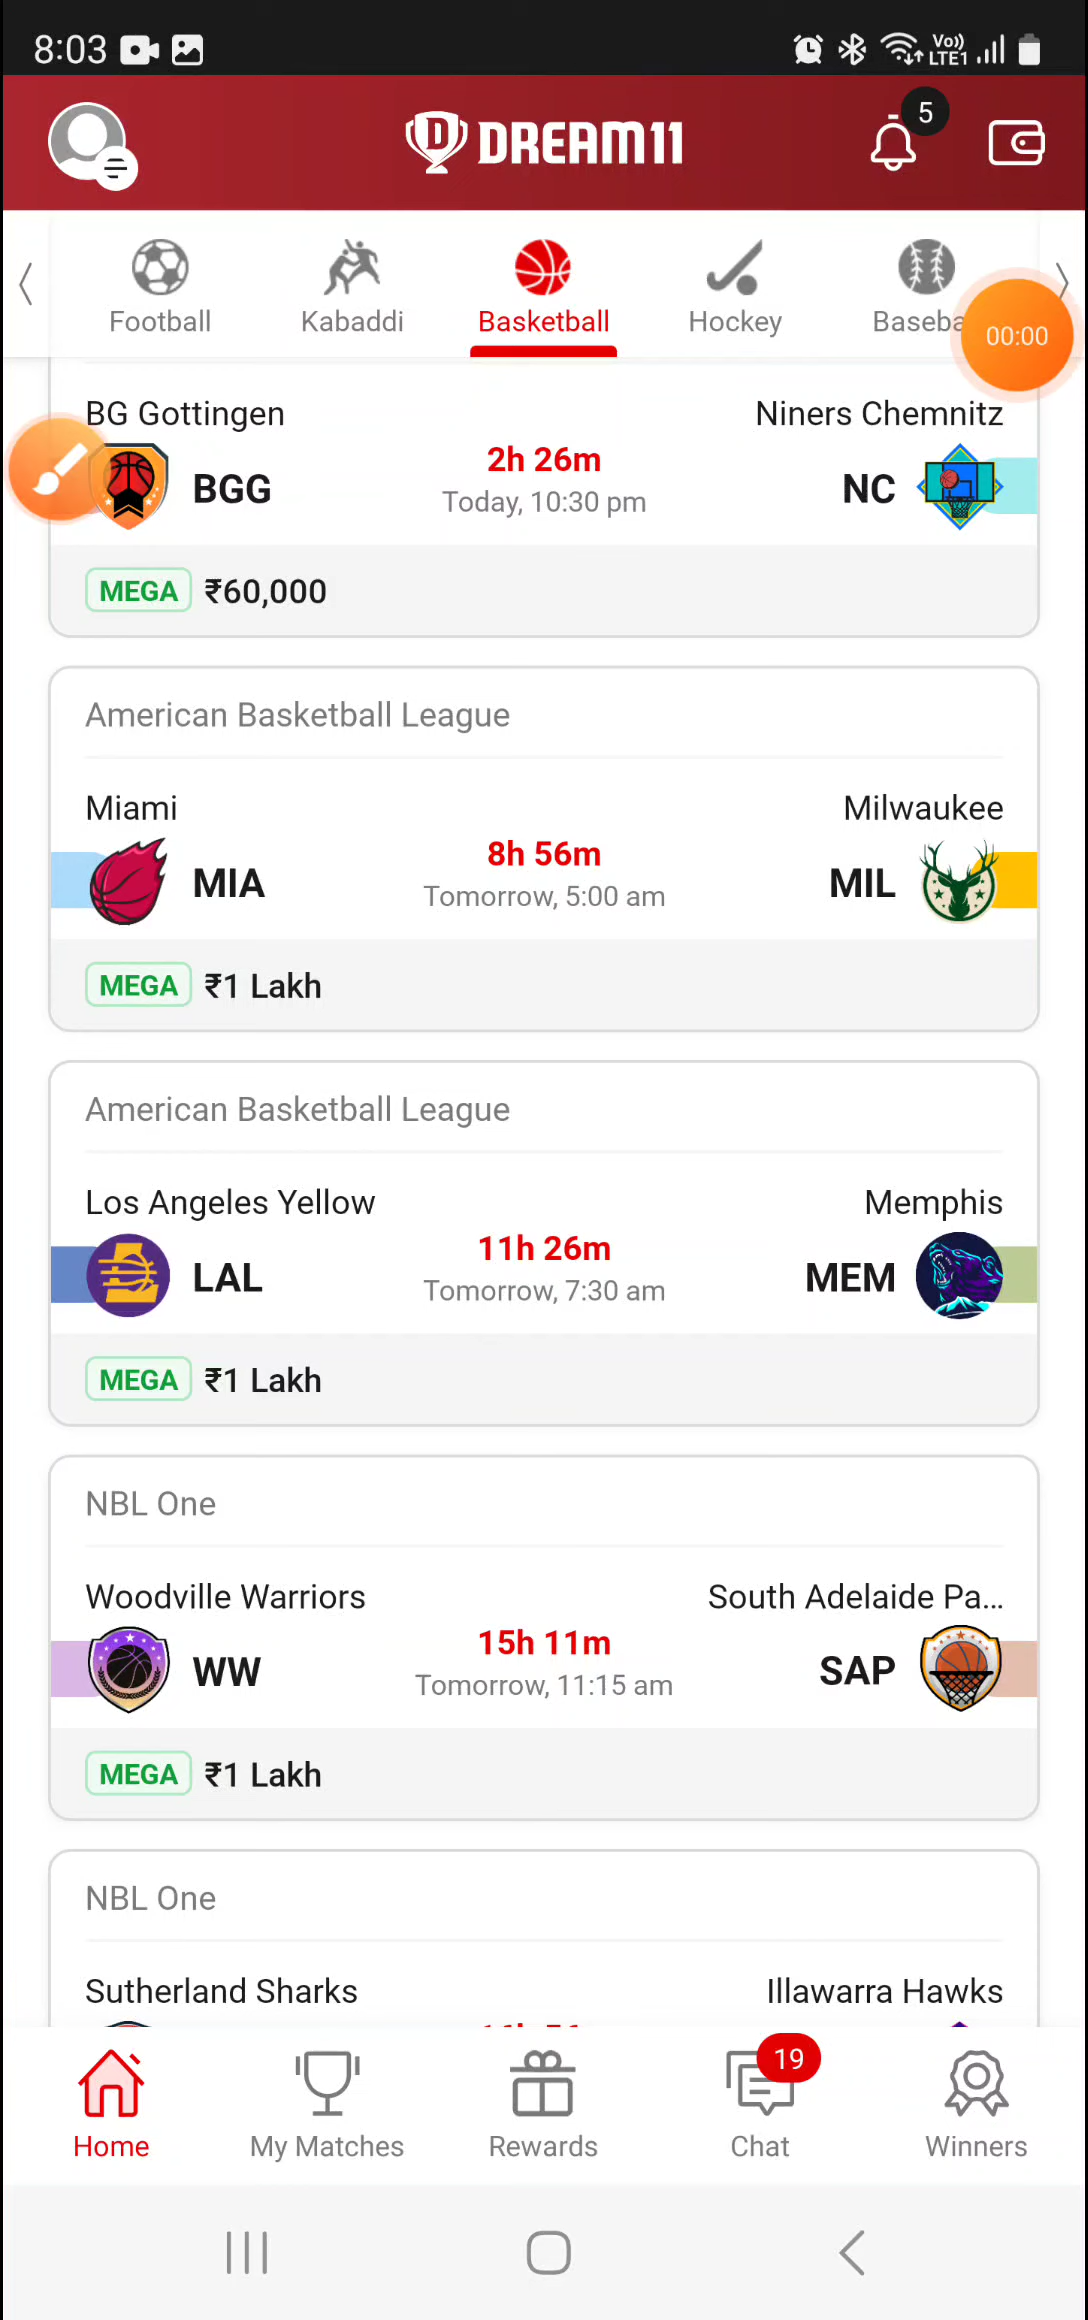 8:03 Vo)) LTE1
DREAM11 5
Football Kabaddi Basketball Hockey Baseba
00:00
BG Gottingen Niners Chemnitz
BGG 2h 26m NC
Today, 10:30 pm
MEGA ₹60,000
American Basketball League
Miami Milwaukee
MIA 8h 56m MIL
Tomorrow, 5:00 am
MEGA ₹1 Lakh
American Basketball League
Los Angeles Yellow Memphis
LAL 11h 26m MEM
Tomorrow, 7:30 am
MEGA ₹1 Lakh
NBL One
Woodville Warriors South Adelaide Pa...
WW 15h 11m SAP
Tomorrow, 11:15 am
MEGA ₹1 Lakh
NBL One
Sutherland Sharks Illawarra Hawks
19
Home My Matches Rewards Chat Winners